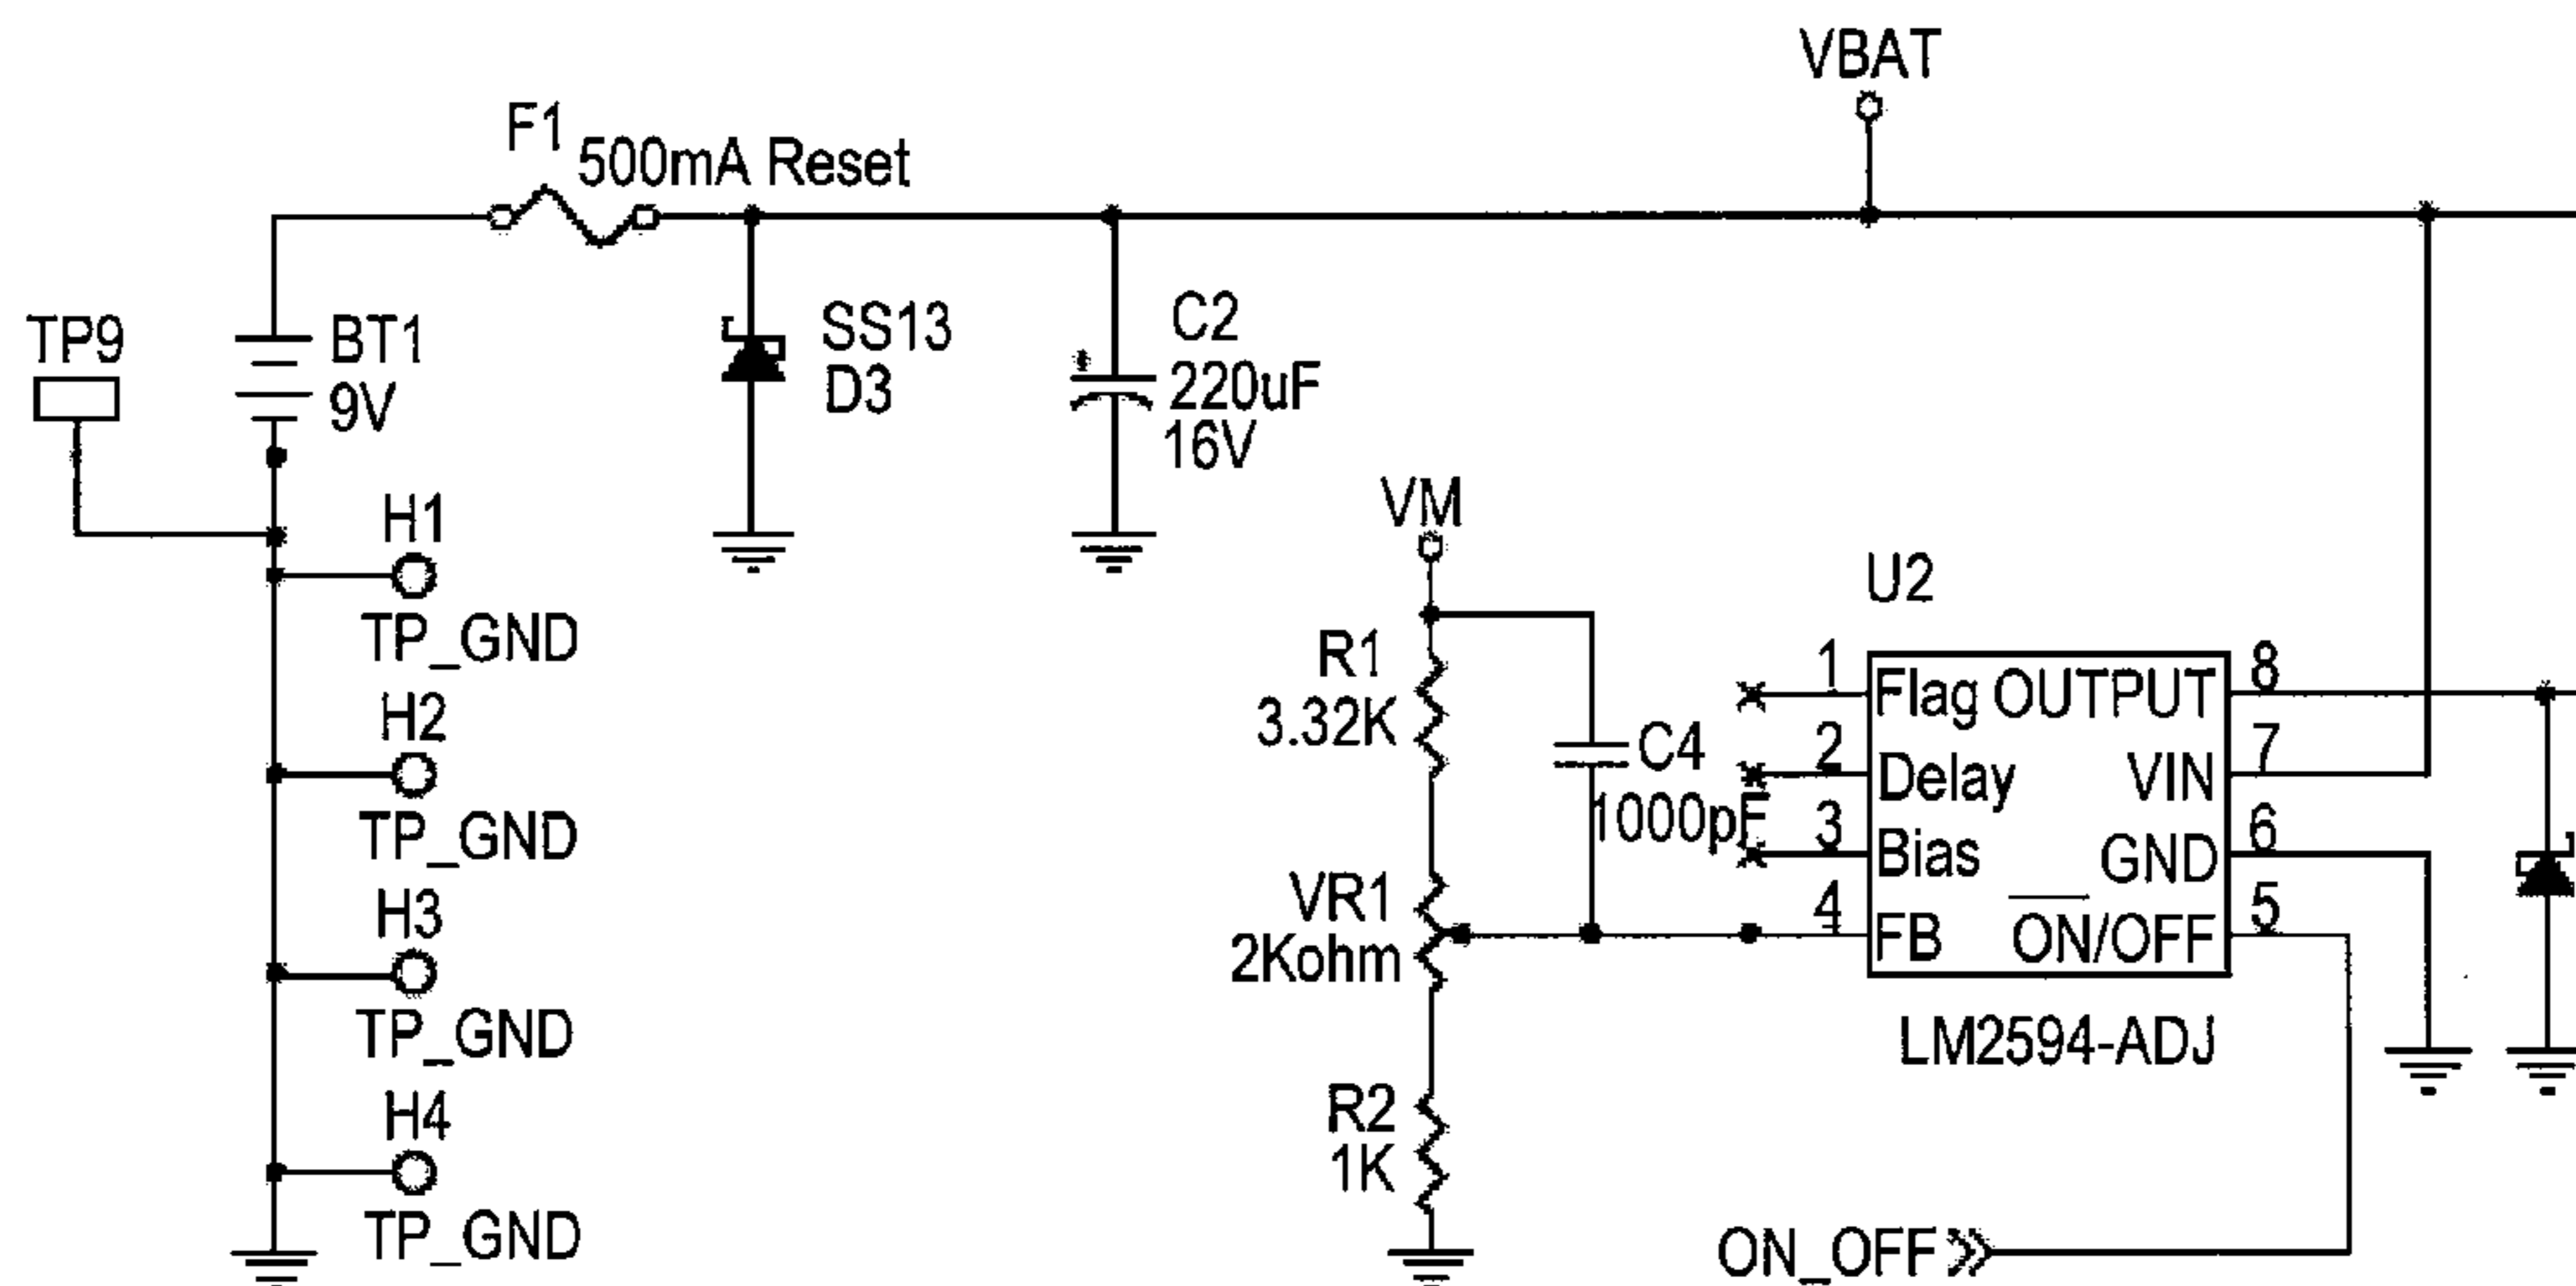 VBAT
F1
500mA Reset
TP9
BT1
9V
SS13
D3
C2
220uF
16V
H1
TP_GND
H2
TP_GND
H3
TP_GND
H4
TP_GND
VM
R1
3.32K
C4
1000pF
VR1
2Kohm
R2
1K
U2
1 Flag OUTPUT 8
2 Delay VIN 7
3 Bias GND 6
4 FB ON/OFF 5
LM2594-ADJ
ON_OFF